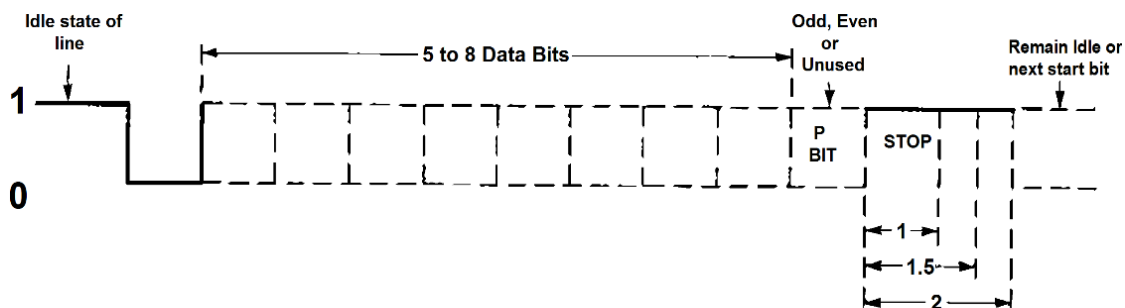 Idle state of
line
5 to 8 Data Bits
Odd, Even
or
Unused
Remain Idle or
next start bit
1
0
P
BIT
STOP
1
1.5
2